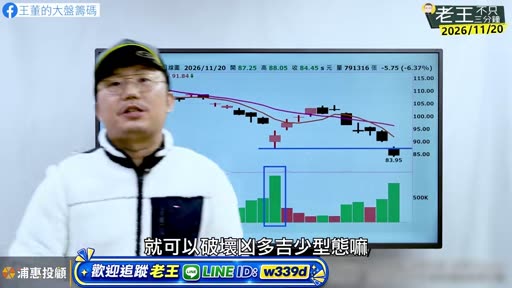 王董的大盤籌碼
老王不只三分鐘
2026/11/20
2026/11/20 開 87.25 高 88.05 收 84.45 s 元 量 791316 張 -5.75 (-6.37%)
91.84↓
115.00
110.00
105.00
100.00
95.00
90.00
85.00
83.95
500K
就可以破壞凶多吉少型態嘛
浦惠投顧
歡迎追蹤 老王 LINE ID: w339d